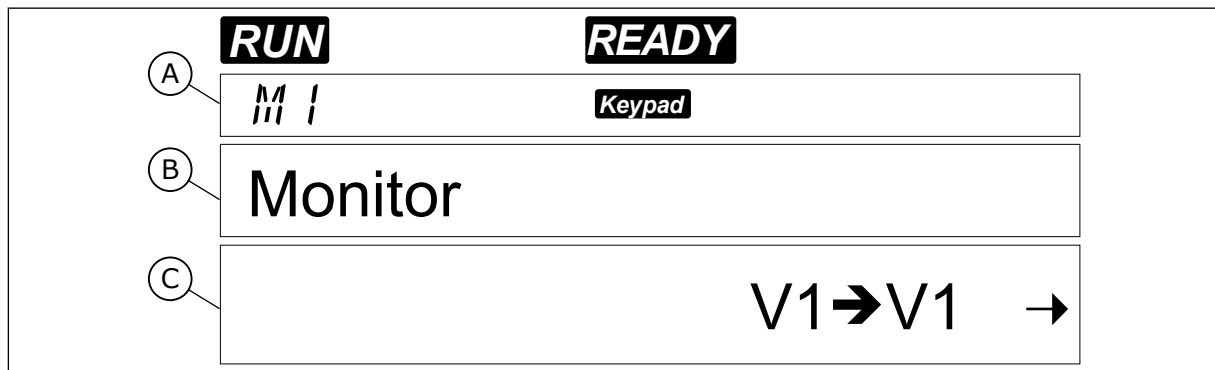 RUN READY
A M1 Keypad
B Monitor
C V1➔V1 →